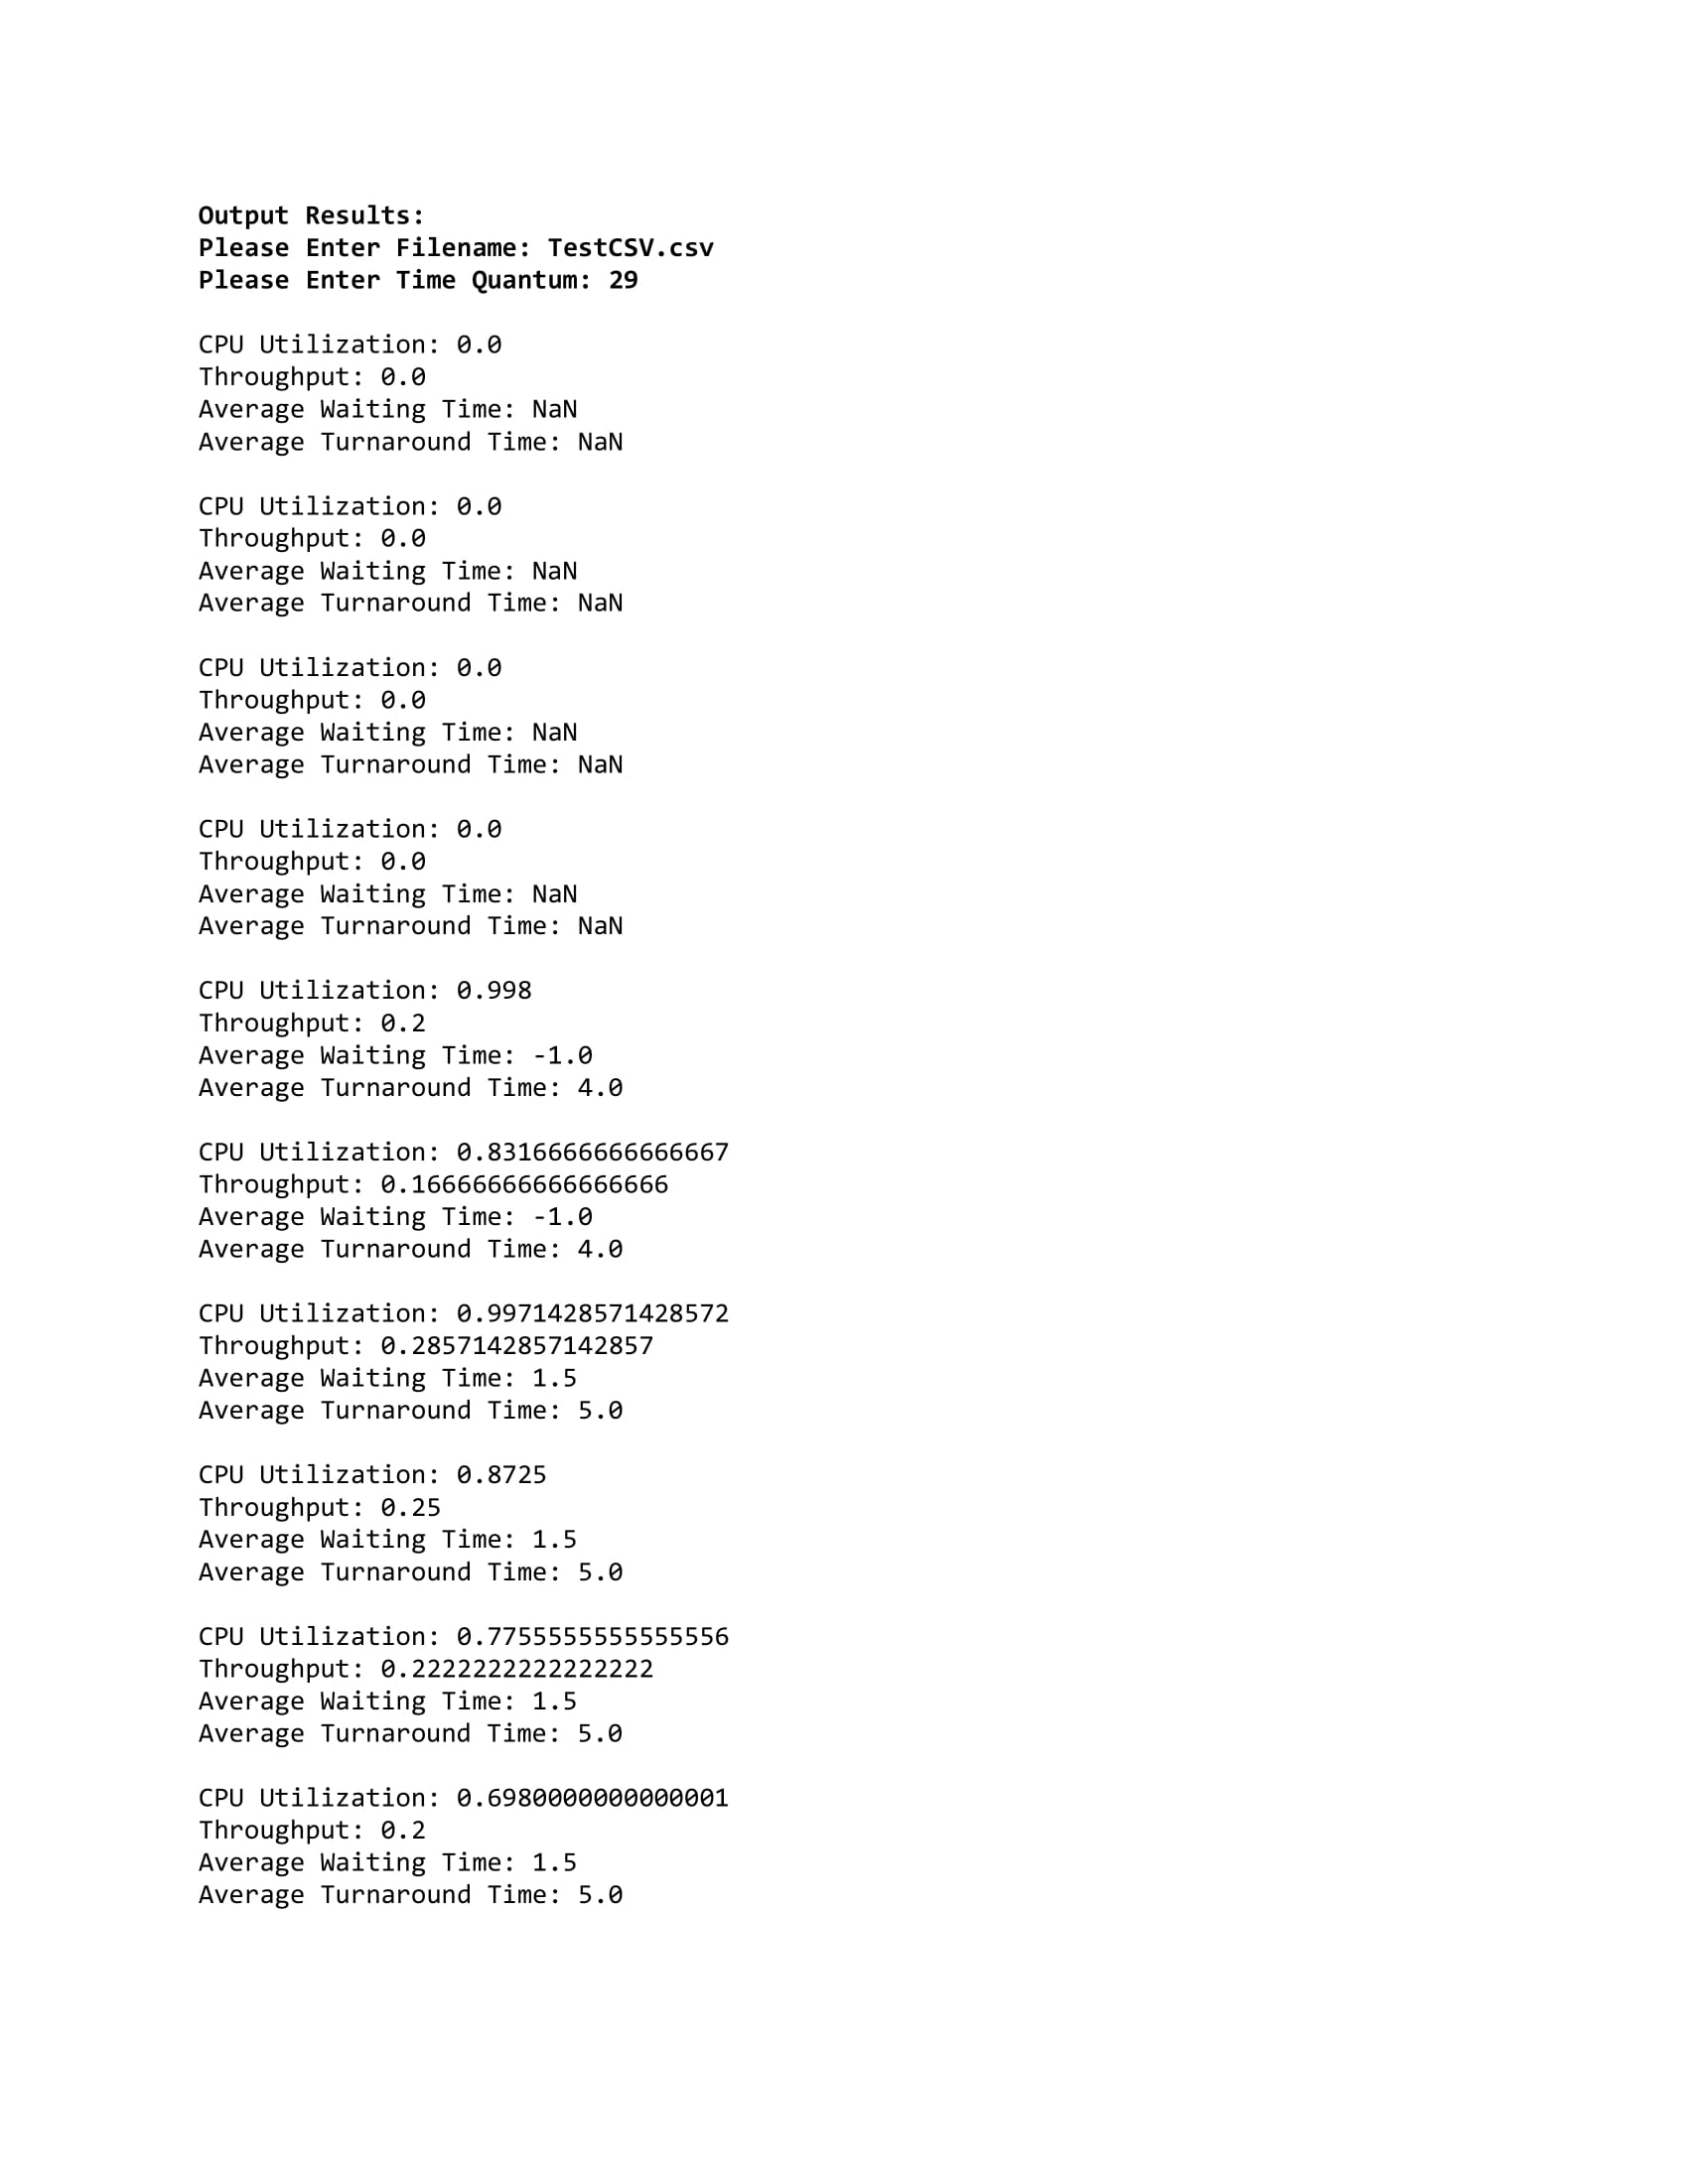 Output Results:
Please Enter Filename: TestCSV.csv
Please Enter Time Quantum: 29
CPU Utilization: 0.0
Throughput: 0.0
Average Waiting Time: NaN
Average Turnaround Time: NaN
CPU Utilization: 0.0
Throughput: 0.0
Average Waiting Time: NaN
Average Turnaround Time: NaN
CPU Utilization: 0.0
Throughput: 0.0
Average Waiting Time: NaN
Average Turnaround Time: NaN
CPU Utilization: 0.0
Throughput: 0.0
Average Waiting Time: NaN
Average Turnaround Time: NaN
CPU Utilization: 0.998
Throughput: 0.2
Average Waiting Time: -1.0
Average Turnaround Time: 4.0
CPU Utilization: 0.8316666666666667
Throughput: 0.16666666666666666
Average Waiting Time: -1.0
Average Turnaround Time: 4.0
CPU Utilization: 0.9971428571428572
Throughput: 0.2857142857142857
Average Waiting Time: 1.5
Average Turnaround Time: 5.0
CPU Utilization: 0.8725
Throughput: 0.25
Average Waiting Time: 1.5
Average Turnaround Time: 5.0
CPU Utilization: 0.7755555555555556
Throughput: 0.2222222222222222
Average Waiting Time: 1.5
Average Turnaround Time: 5.0
CPU Utilization: 0.6980000000000001
Throughput: 0.2
Average Waiting Time: 1.5
Average Turnaround Time: 5.0